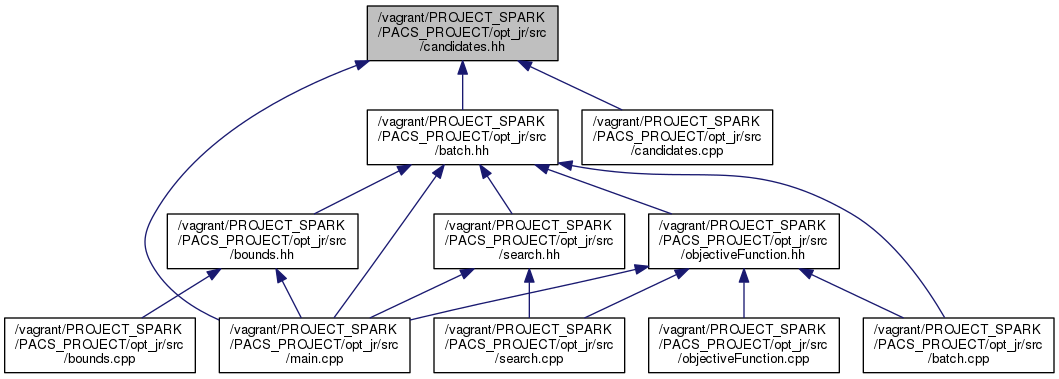 /vagrant/PROJECT_SPARK
/PACS_PROJECT/opt_jr/src
/candidates.hh
/vagrant/PROJECT_SPARK
/PACS_PROJECT/opt_jr/src
/batch.hh
/vagrant/PROJECT_SPARK
/PACS_PROJECT/opt_jr/src
/candidates.cpp
/vagrant/PROJECT_SPARK
/PACS_PROJECT/opt_jr/src
/bounds.hh
/vagrant/PROJECT_SPARK
/PACS_PROJECT/opt_jr/src
/search.hh
/vagrant/PROJECT_SPARK
/PACS_PROJECT/opt_jr/src
/objectiveFunction.hh
/vagrant/PROJECT_SPARK
/PACS_PROJECT/opt_jr/src
/bounds.cpp
/vagrant/PROJECT_SPARK
/PACS_PROJECT/opt_jr/src
/main.cpp
/vagrant/PROJECT_SPARK
/PACS_PROJECT/opt_jr/src
/search.cpp
/vagrant/PROJECT_SPARK
/PACS_PROJECT/opt_jr/src
/objectiveFunction.cpp
/vagrant/PROJECT_SPARK
/PACS_PROJECT/opt_jr/src
/batch.cpp